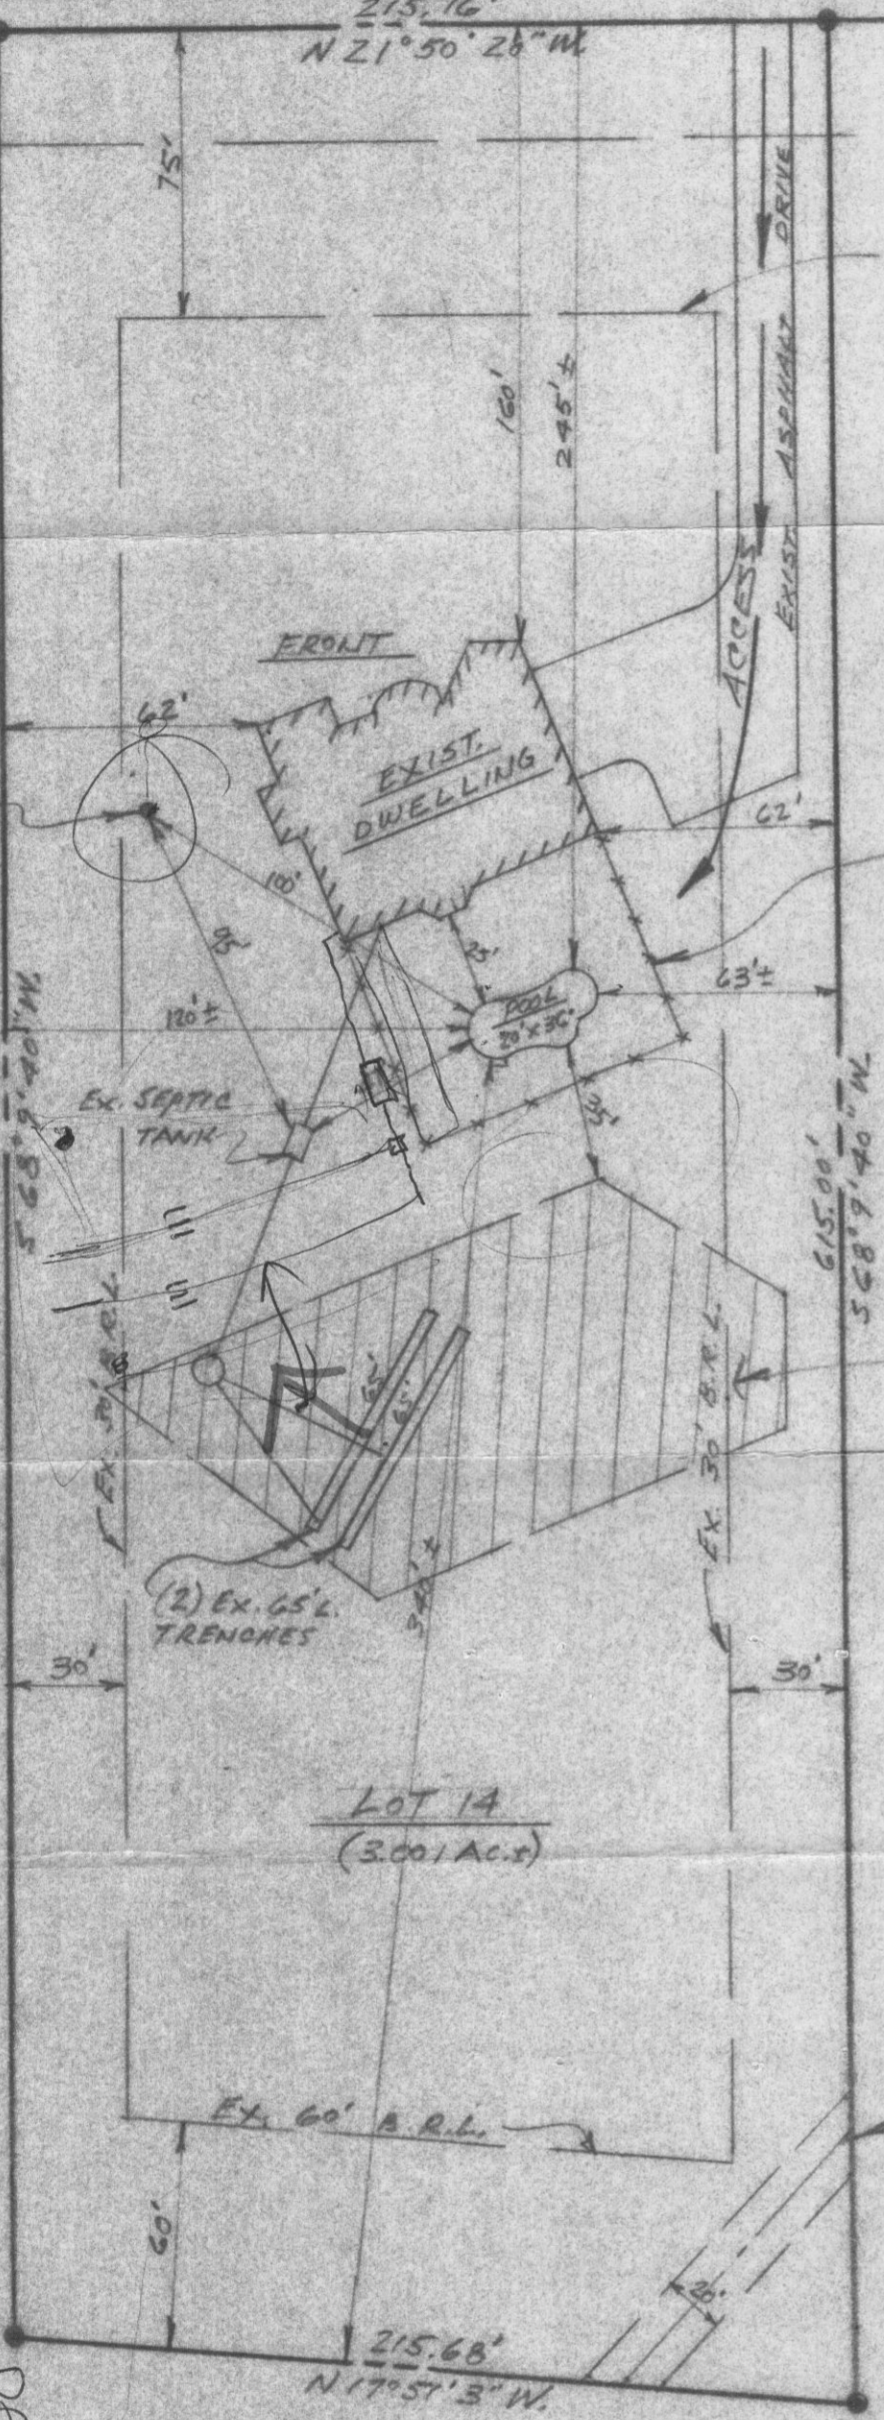 215.16'
N 21°50' 20" W
75'
DRIVE
EXIST. ASPHALT
160'
245' ±
ACCESS
FRONT
62'
EXIST.
DWELLING
62'
100'
25'
63'±
POOL
20' x 36'
120'±
EX. SEPTIC
TANK
35'
S 68° 9' 40" W.
615.00'
S 68° 9' 40" W.
EX. 30' B.R.L.
65'
65'
EX. 30' B.R.L.
340' ±
(2) EX. 65' L.
TRENCHES
30'
30'
LOT 14
(3.001 AC.±)
EX. 60' B.R.L.
60'
20'
215.68'
N 17°57' 3" W.